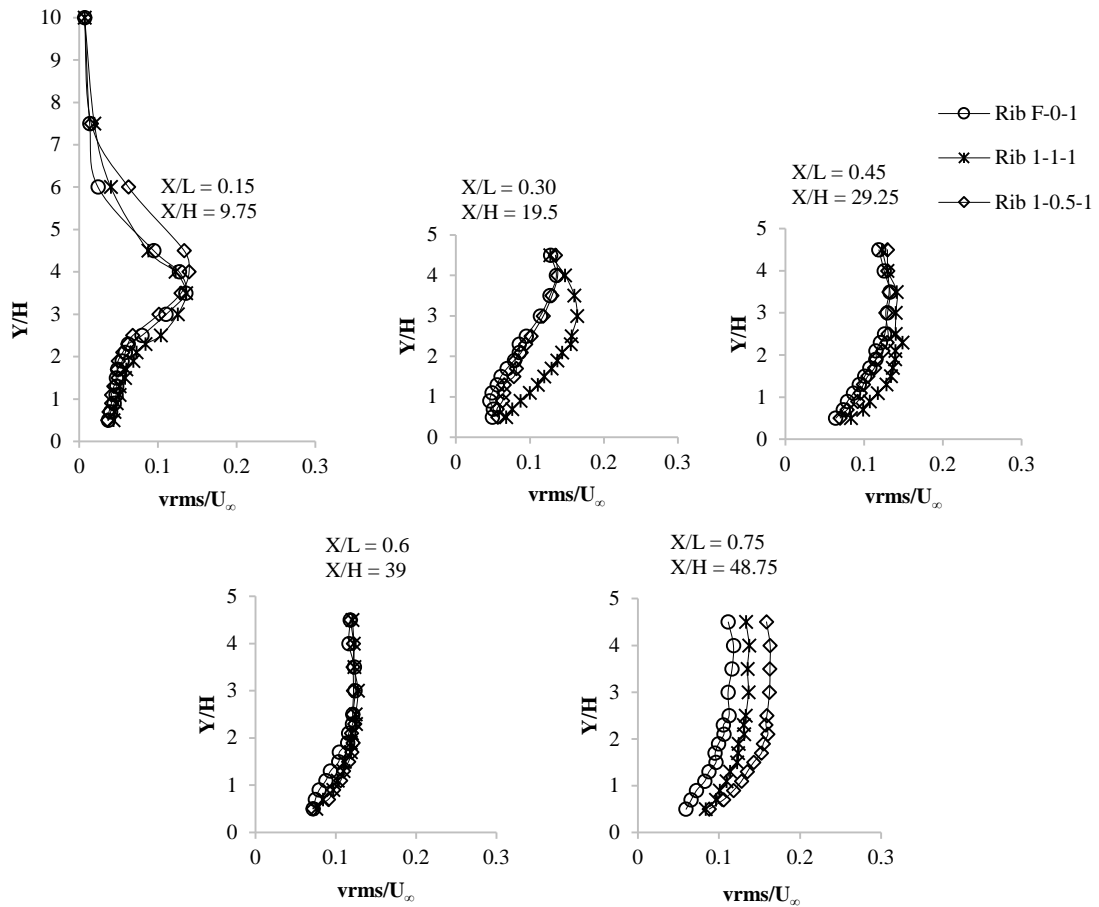 10
9
8
7
6
5
4
3
2
1
0
Y/H
X/L = 0.15
X/H = 9.75
0
0.1
0.2
0.3
vrms/U∞
X/L = 0.30
X/H = 19.5
5
4
3
2
1
0
Y/H
0
0.1
0.2
0.3
vrms/U∞
X/L = 0.45
X/H = 29.25
5
4
3
2
1
0
Y/H
0
0.1
0.2
0.3
vrms/U∞
Rib F-0-1
Rib 1-1-1
Rib 1-0.5-1
X/L = 0.6
X/H = 39
5
4
3
2
1
0
Y/H
0
0.1
0.2
0.3
vrms/U∞
X/L = 0.75
X/H = 48.75
5
4
3
2
1
0
Y/H
0
0.1
0.2
0.3
vrms/U∞